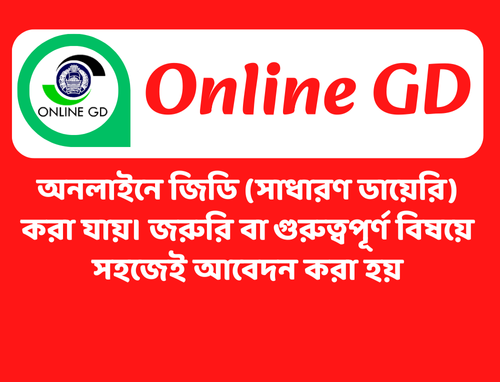 ONLINE GD
Online GD
অনলাইনে জিডি (সাধারণ ডায়েরি)
করা যায়। জরুরি বা গুরুত্বপূর্ণ বিষয়ে
সহজেই আবেদন করা হয়